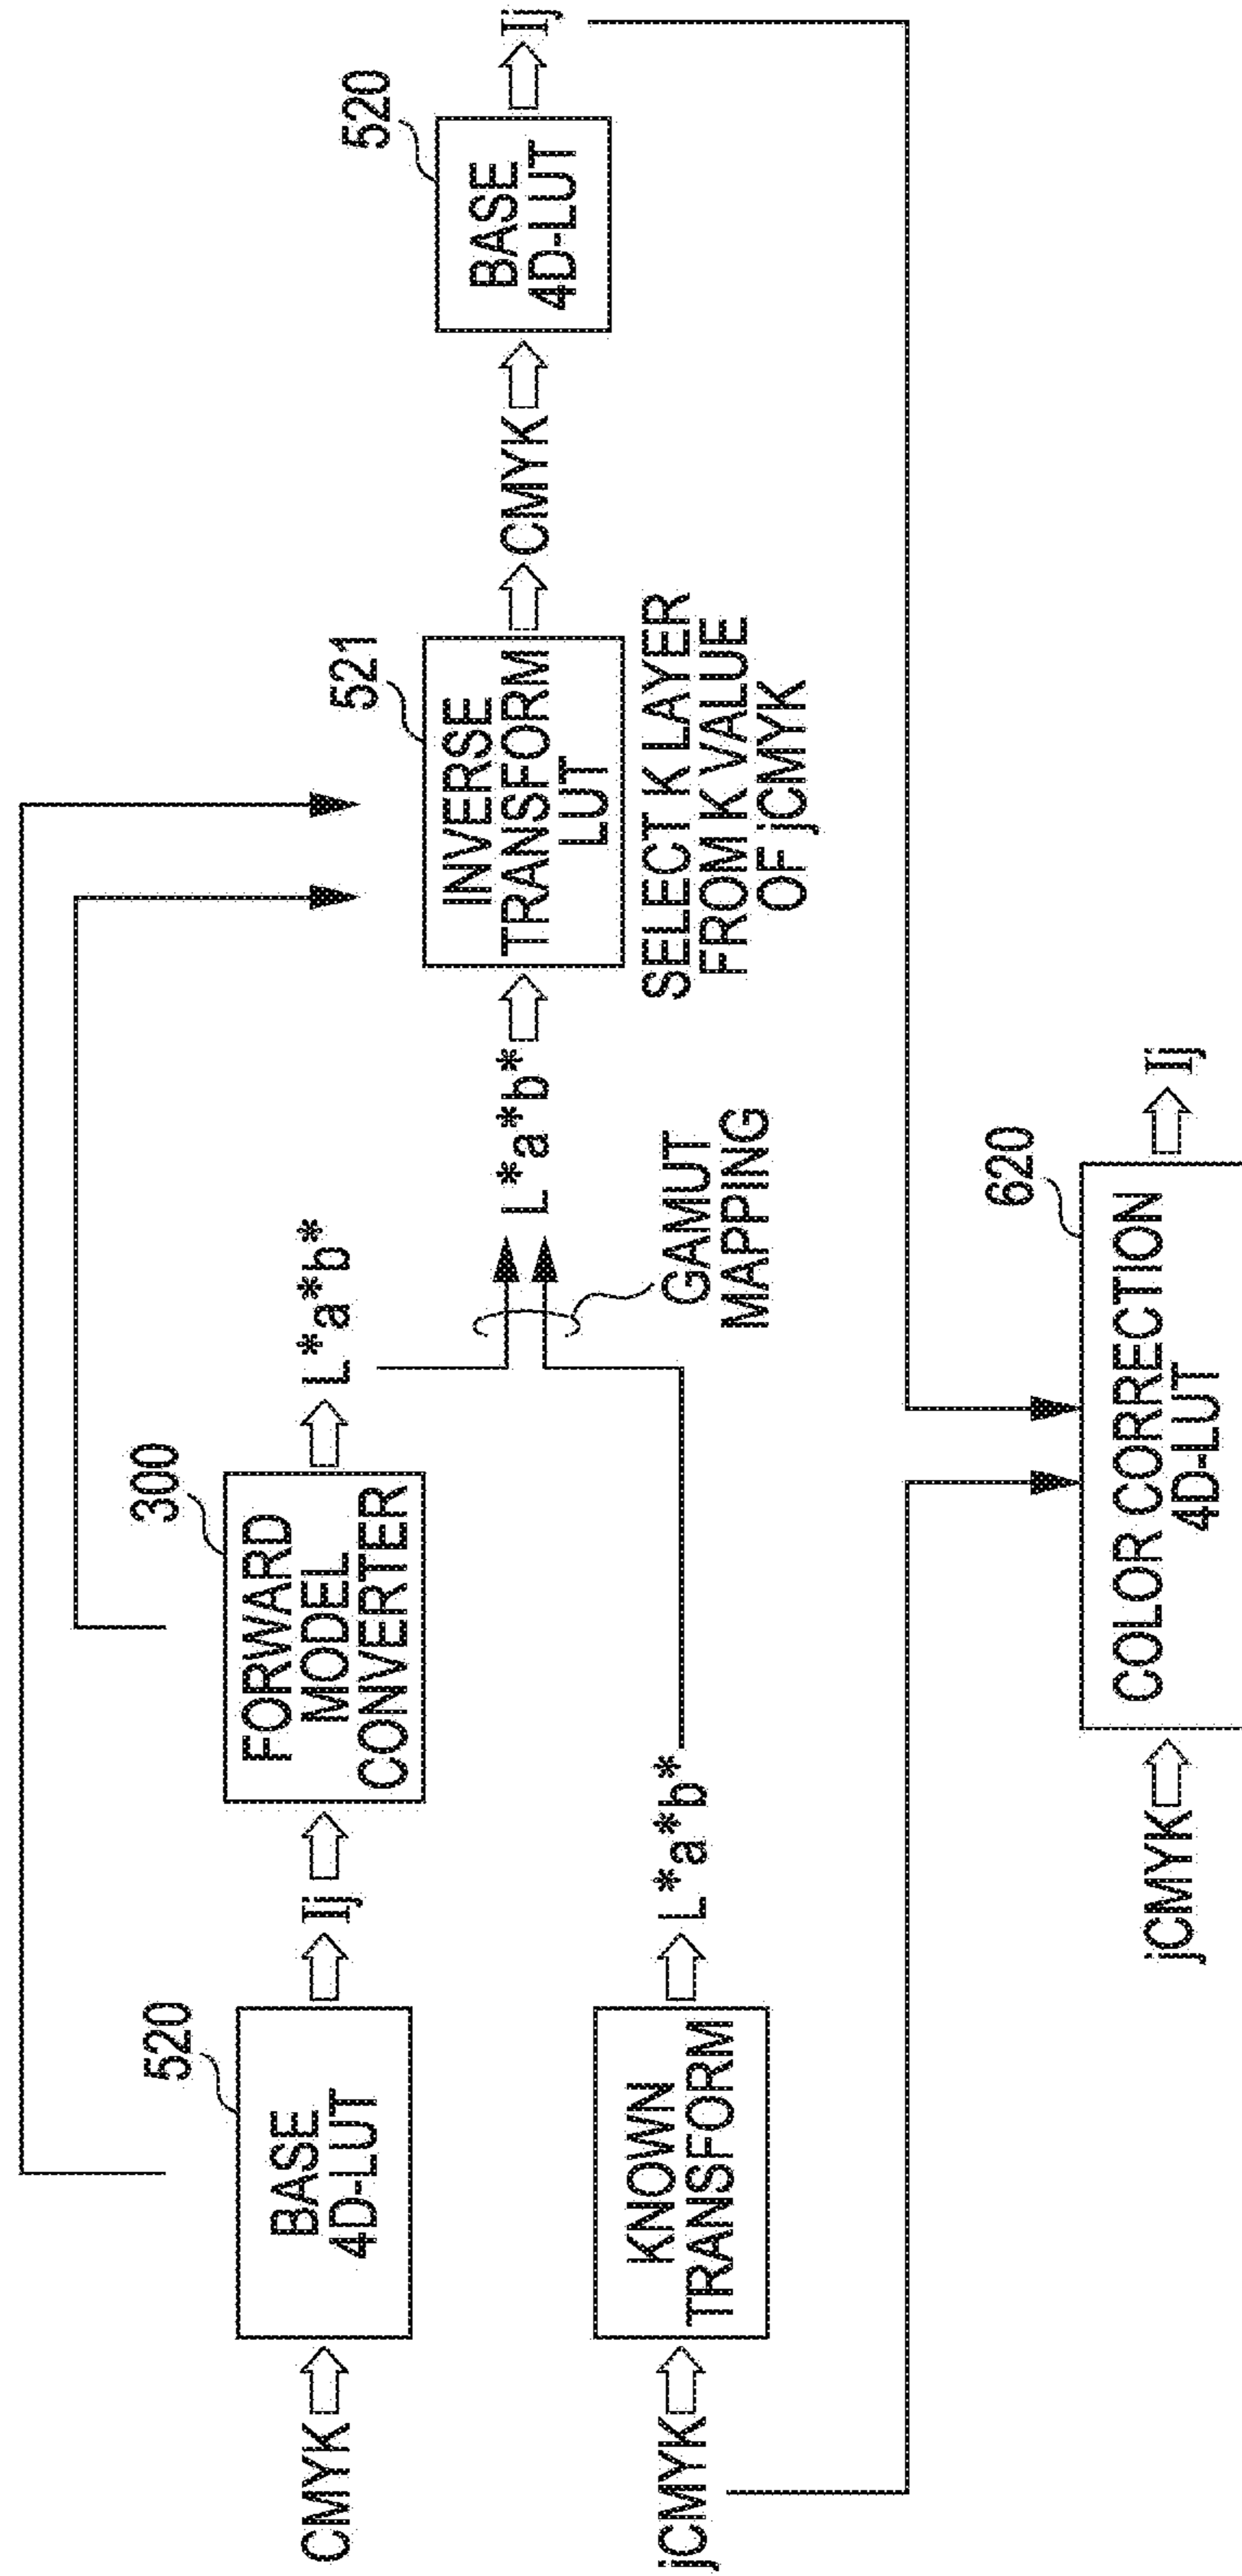 CMYK
520
BASE
4D-LUT
Ij
300
FORWARD
MODEL
CONVERTER
L*a*b*
jCMYK
KNOWN
TRANSFORM
L*a*b*
GAMUT
MAPPING
L*a*b*
521
INVERSE
TRANSFORM
LUT
SELECT K LAYER
FROM K VALUE
OF jCMYK
CMYK
520
BASE
4D-LUT
Ij
jCMYK
620
COLOR CORRECTION
4D-LUT
Ij